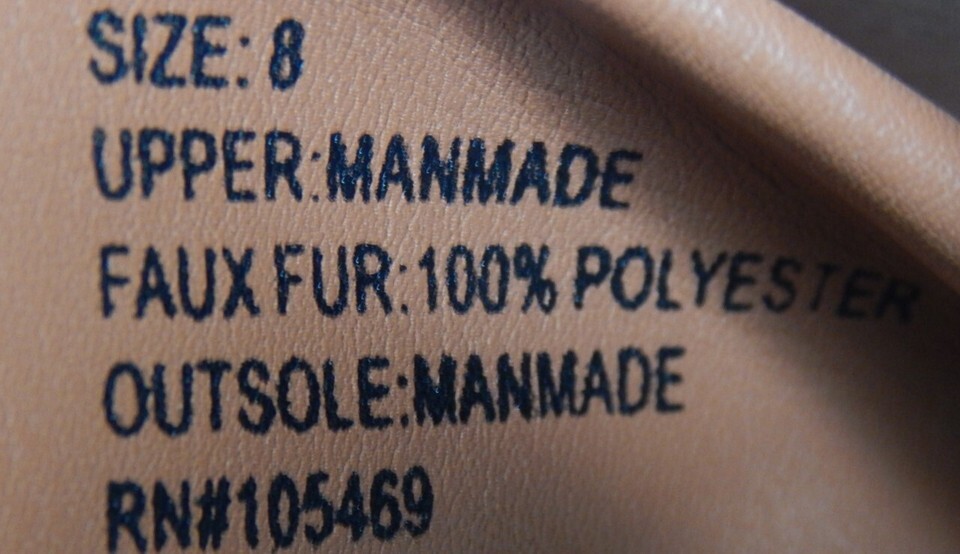 SIZE: 8
UPPER:MANMADE
FAUX FUR:100% POLYESTER
OUTSOLE:MANMADE
RN#105469